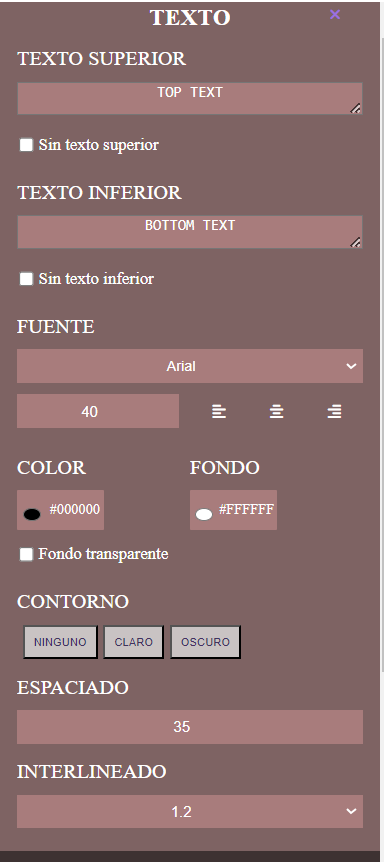 TEXTO
×
TEXTO SUPERIOR
TOP TEXT
Sin texto superior
TEXTO INFERIOR
BOTTOM TEXT
Sin texto inferior
FUENTE
Arial
40
COLOR FONDO
#000000 #FFFFFF
Fondo transparente
CONTORNO
NINGUNO CLARO OSCURO
ESPACIADO
35
INTERLINEADO
1.2